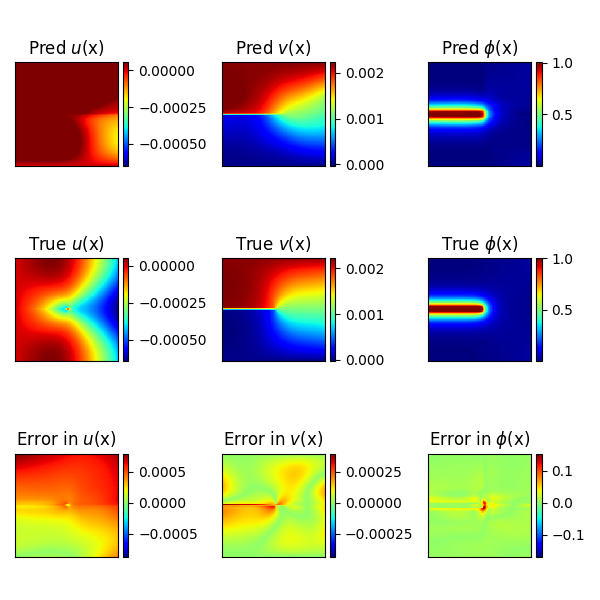 Pred u(x)
0.00000
−0.00025
−0.00050
Pred v(x)
0.002
0.001
0.000
Pred ϕ(x)
1.0
0.5
True u(x)
0.00000
−0.00025
−0.00050
True v(x)
0.002
0.001
0.000
True ϕ(x)
1.0
0.5
Error in u(x)
0.0005
0.0000
−0.0005
Error in v(x)
0.00025
0.00000
−0.00025
Error in ϕ(x)
0.1
0.0
−0.1